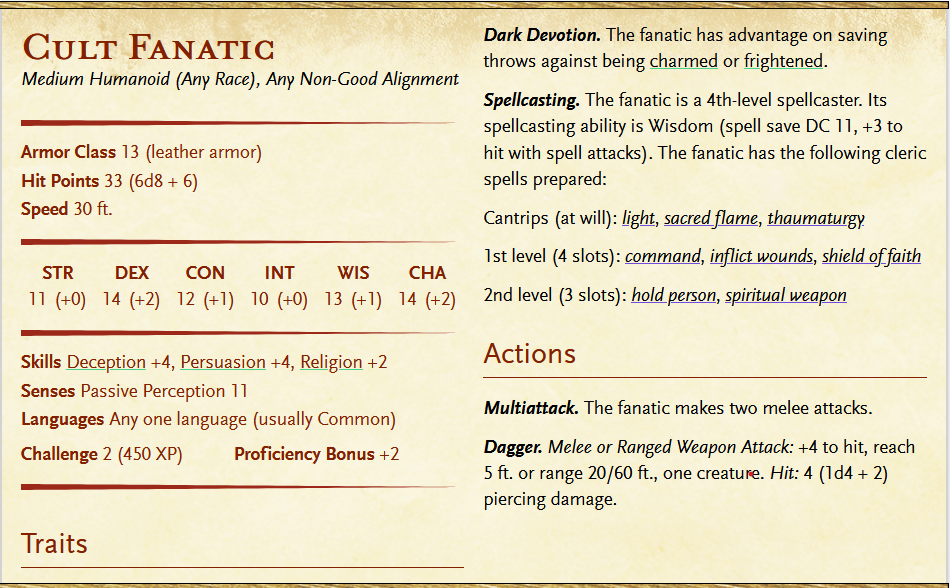 Cult Fanatic
Medium Humanoid (Any Race), Any Non-Good Alignment
Armor Class 13 (leather armor)
Hit Points 33 (6d8 + 6)
Speed 30 ft.
STR DEX CON INT WIS CHA
11 (+0) 14 (+2) 12 (+1) 10 (+0) 13 (+1) 14 (+2)
Skills Deception +4, Persuasion +4, Religion +2
Senses Passive Perception 11
Languages Any one language (usually Common)
Challenge 2 (450 XP) Proficiency Bonus +2
Traits
Dark Devotion. The fanatic has advantage on saving
throws against being charmed or frightened.
Spellcasting. The fanatic is a 4th-level spellcaster. Its
spellcasting ability is Wisdom (spell save DC 11, +3 to
hit with spell attacks). The fanatic has the following cleric
spells prepared:
Cantrips (at will): light, sacred flame, thaumaturgy
1st level (4 slots): command, inflict wounds, shield of faith
2nd level (3 slots): hold person, spiritual weapon
Actions
Multiattack. The fanatic makes two melee attacks.
Dagger. Melee or Ranged Weapon Attack: +4 to hit, reach
5 ft. or range 20/60 ft., one creature. Hit: 4 (1d4 + 2)
piercing damage.